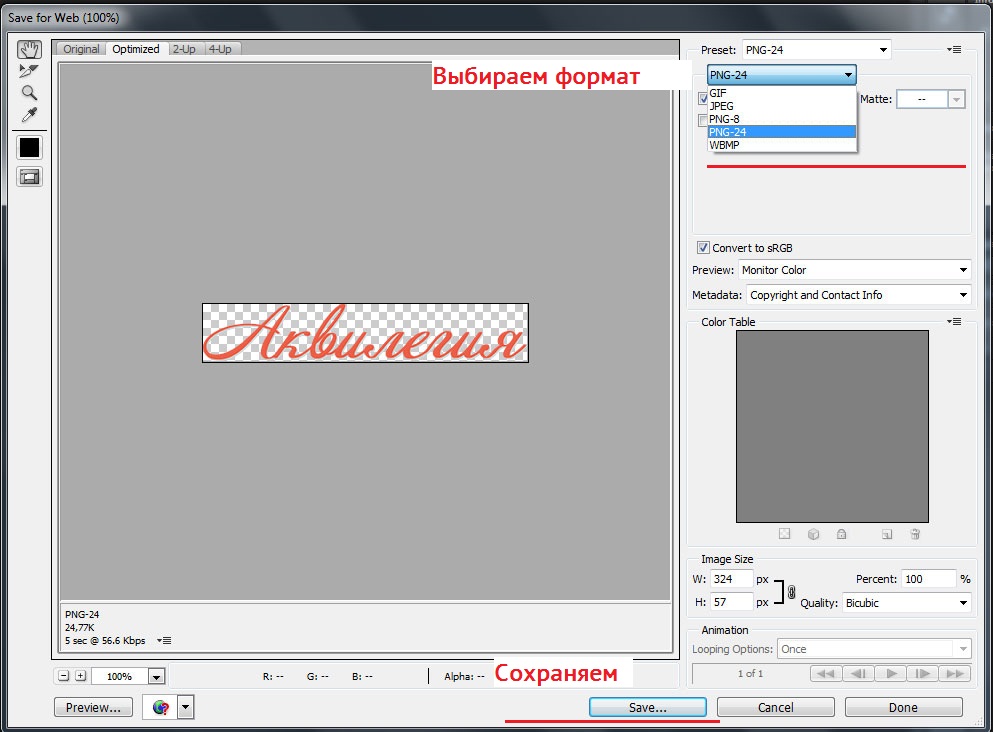 Save for Web (100%)
Original Optimized 2-Up 4-Up
Выбираем формат
Preset: PNG-24
PNG-24
GIF
JPEG
PNG-8
PNG-24
WBMP
Matte: --
Convert to sRGB
Preview: Monitor Color
Metadata: Copyright and Contact Info
Color Table
Аквилегия
Image Size
W: 324 px
H: 57 px
Percent: 100 %
Quality: Bicubic
Animation
Looping Options: Once
1 of 1
PNG-24
24,77K
5 sec @ 56.6 Kbps
100%
R: -- G: -- B: -- Alpha: --
Сохраняем
Preview... Save... Cancel Done